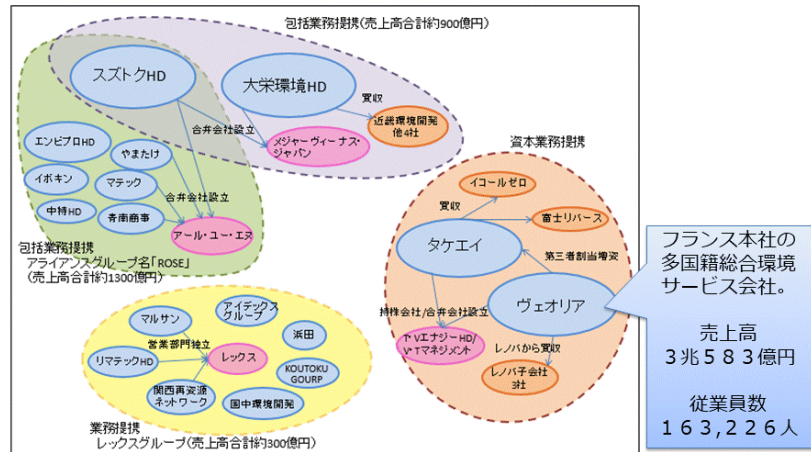 包括業務提携(売上高合計約900億円)
スズトクHD
大栄環境HD
買収
近畿環境開発
他4社
合弁会社設立
メジャーヴィーナス・
ジャパン
エンビプロHD
やまたけ
イボキン
マテック
合弁会社設立
中特HD
青南商事
アール・ユー・エヌ
包括業務提携
アライアンスグループ名「ROSE」
(売上高合計約1300億円)
資本業務提携
イコールゼロ
買収
富士リバース
タケエイ
第三者割当増資
ヴェオリア
持株会社/合弁会社設立
T・VエナジーHD/
V・Tマネジメント
レノバから買収
レノバ子会社
3社
フランス本社の
多国籍総合環境
サービス会社。
売上高
3兆583億円
従業員数
163,226人
アイデックス
グループ
マルサン
浜田
営業部門独立
リマテックHD
レックス
KOUTOKU
GOURP
関西再資源
ネットワーク
国中環境開発
業務提携
レックスグループ(売上高合計約300億円)